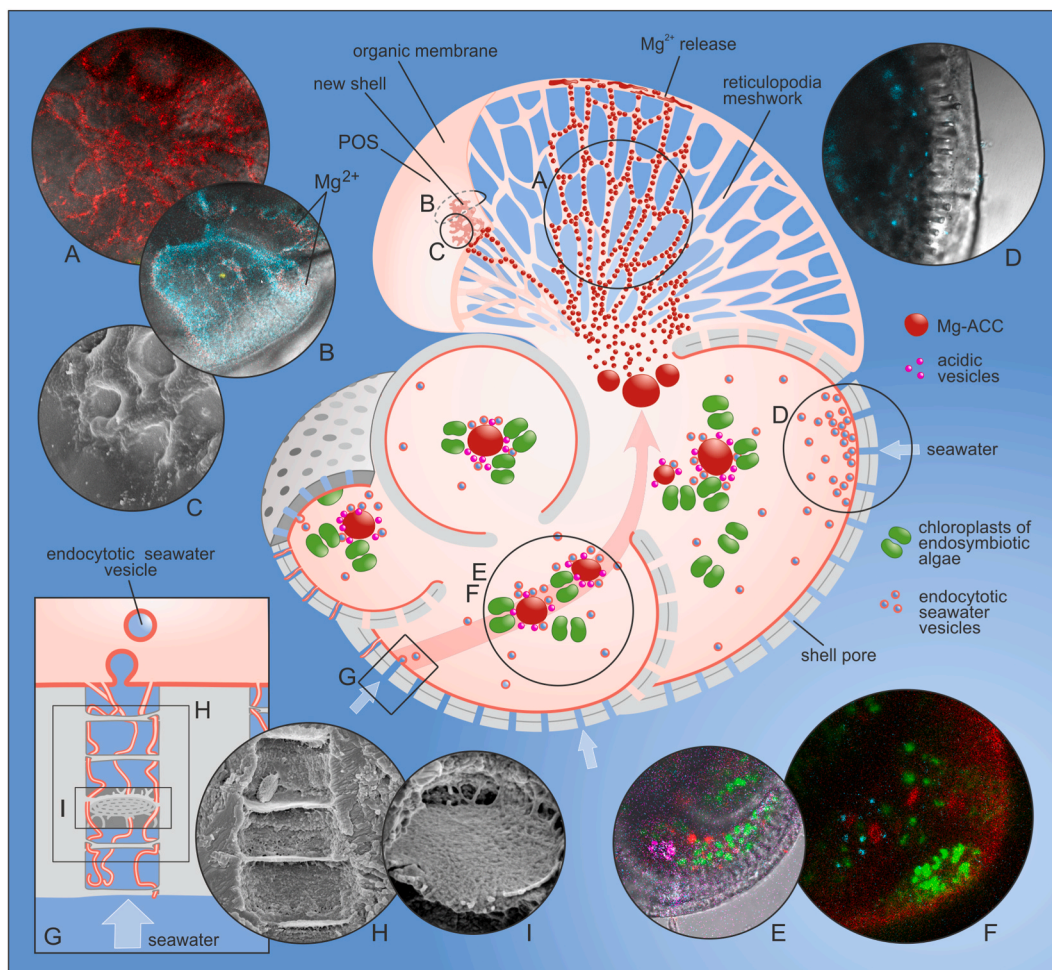 organic membrane
new shell
POS
Mg²⁺ release
reticulopodia
meshwork
A
B
C
A
Mg²⁺
B
C
D
Mg-ACC
acidic
vesicles
D
seawater
chloroplasts of
endosymbiotic
algae
endocytotic
seawater
vesicles
shell pore
E
F
G
endocytotic seawater
vesicle
H
I
seawater
G
H
I
E
F